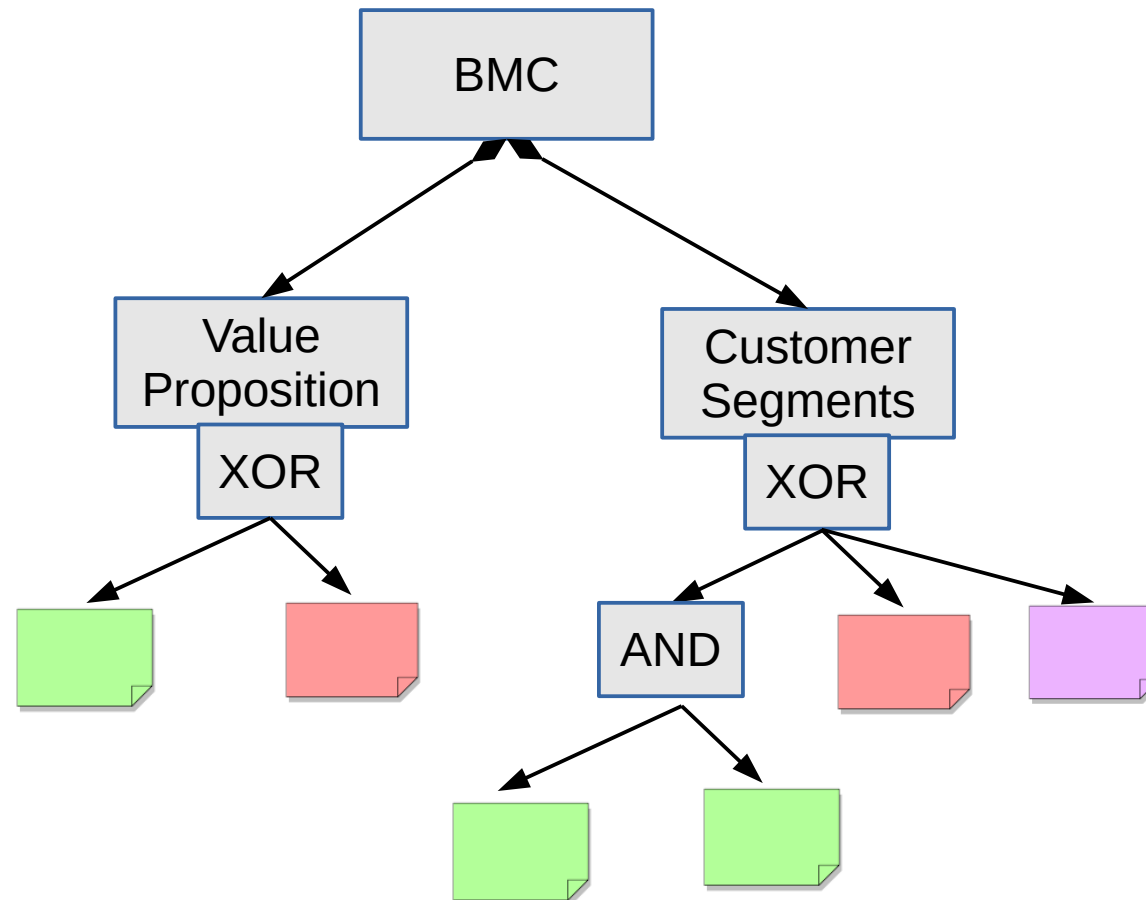 BMC
Value
Proposition
Customer
Segments
XOR
XOR
AND